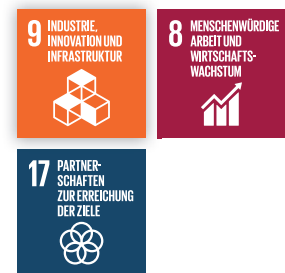 9 INDUSTRIE,
INNOVATION UND
INFRASTRUKTUR
8 MENSCHENWÜRDIGE
ARBEIT UND
WIRTSCHAFTS-
WACHSTUM
17 PARTNER-
SCHAFTEN
ZUR ERREICHUNG
DER ZIELE